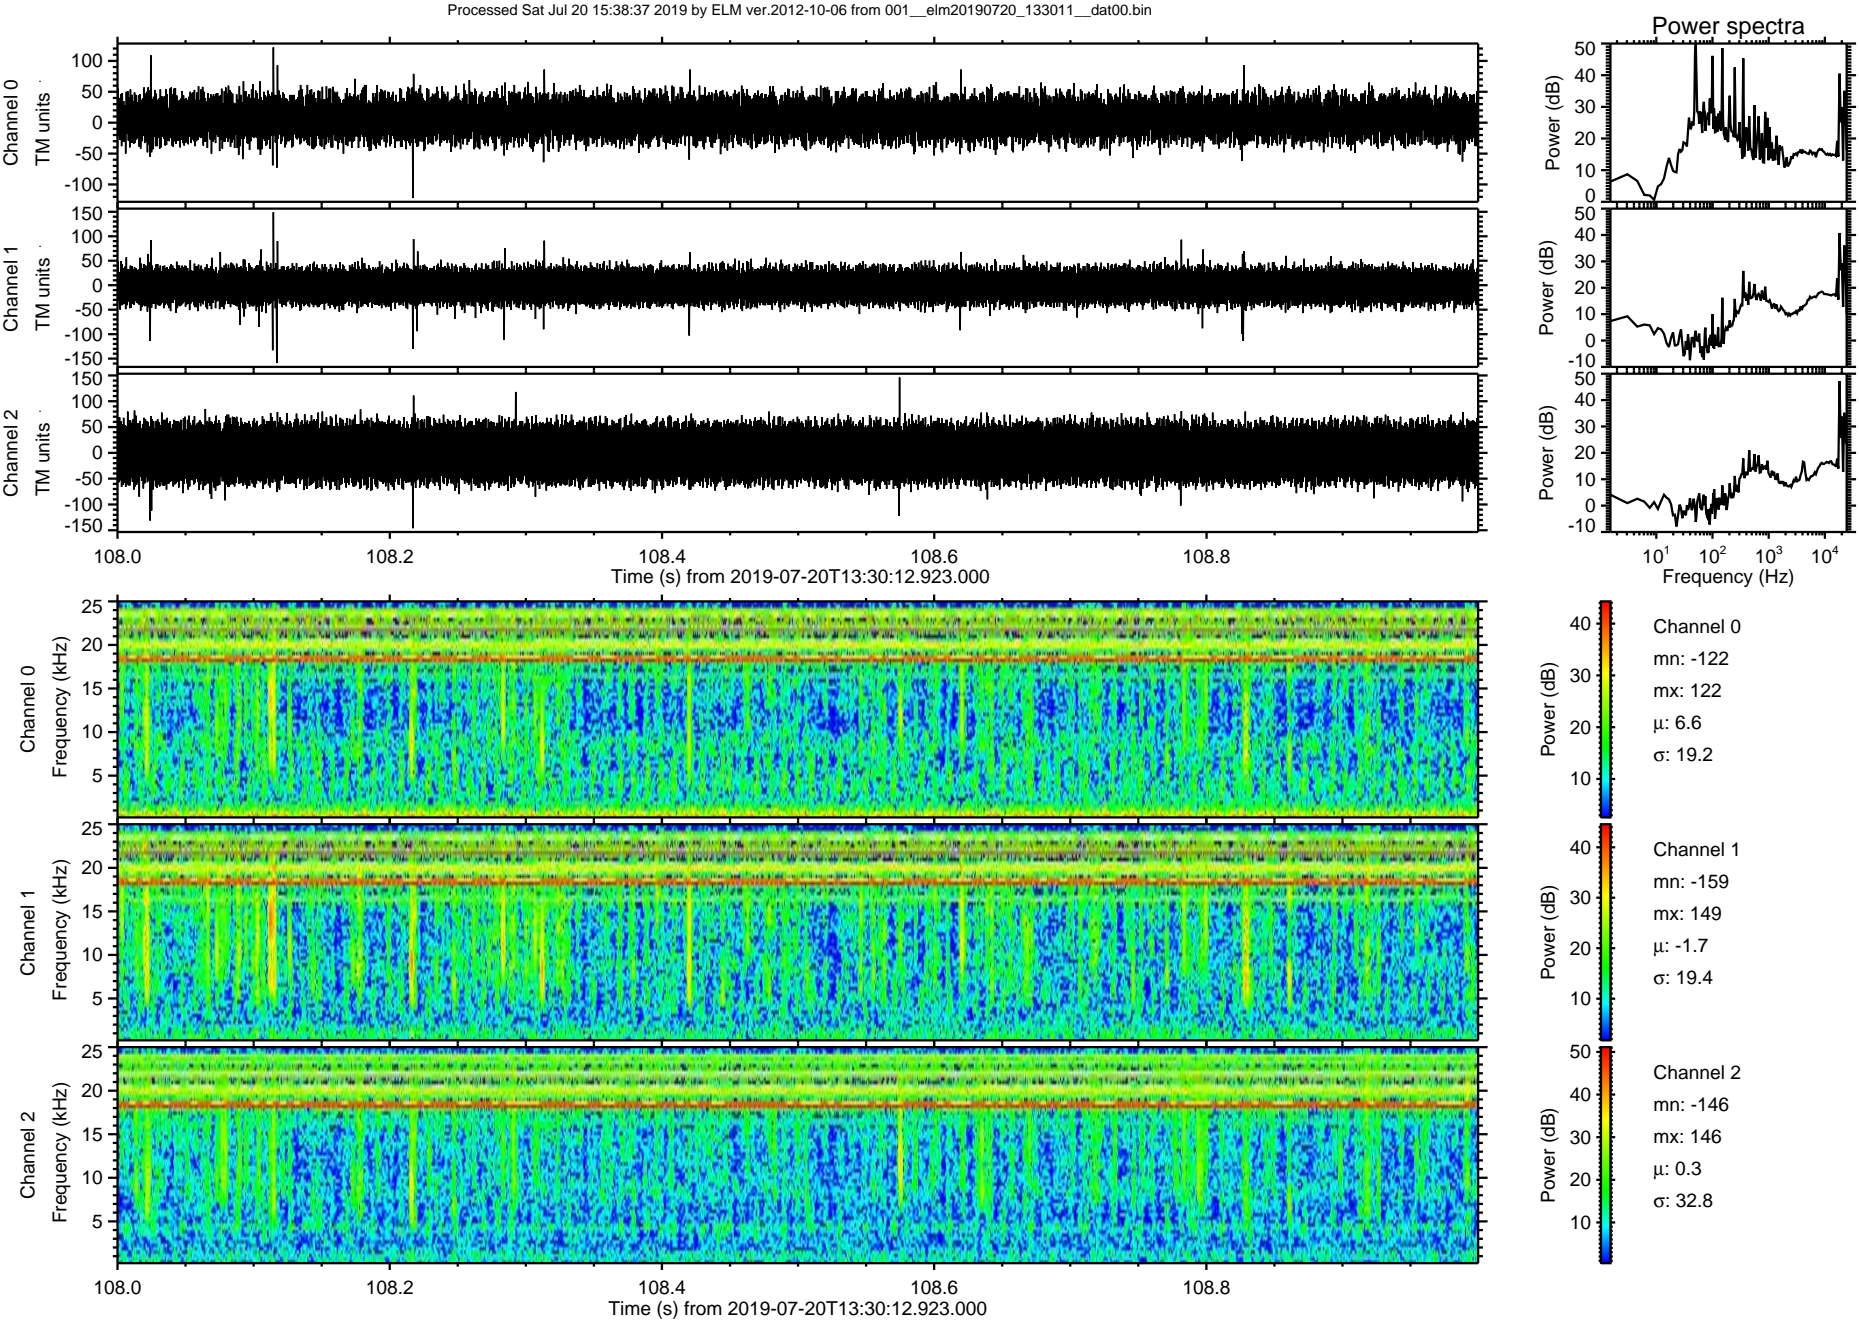 Processed Sat Jul 20 15:38:37 2019 by ELM ver.2012-10-06 from 001__elm20190720_133011__dat00.bin
Power spectra
Channel 0
TM units
100
50
0
-50
-100
Power (dB)
50
40
30
20
10
0
Channel 1
TM units
150
100
50
0
-50
-100
-150
Power (dB)
50
40
30
20
10
0
-10
Channel 2
TM units
150
100
50
0
-50
-100
-150
Power (dB)
50
40
30
20
10
0
-10
108.0 108.2 108.4 108.6 108.8
Time (s) from 2019-07-20T13:30:12.923.000
10¹ 10² 10³ 10⁴
Frequency (Hz)
Channel 0
Frequency (kHz)
25
20
15
10
5
Power (dB)
40
30
20
10
Channel 0
mn: -122
mx: 122
μ: 6.6
σ: 19.2
Channel 1
Frequency (kHz)
25
20
15
10
5
Power (dB)
40
30
20
10
Channel 1
mn: -159
mx: 149
μ: -1.7
σ: 19.4
Channel 2
Frequency (kHz)
25
20
15
10
5
Power (dB)
50
40
30
20
10
Channel 2
mn: -146
mx: 146
μ: 0.3
σ: 32.8
108.0 108.2 108.4 108.6 108.8
Time (s) from 2019-07-20T13:30:12.923.000